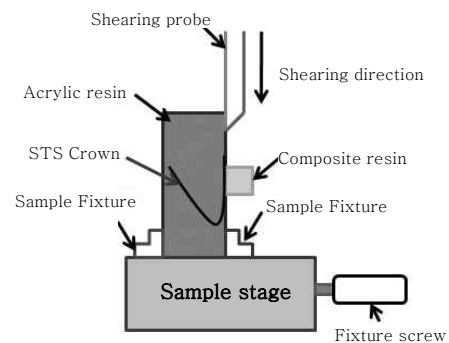 Shearing probe
Shearing direction
Acrylic resin
STS Crown
Composite resin
Sample Fixture
Sample Fixture
Sample stage
Fixture screw